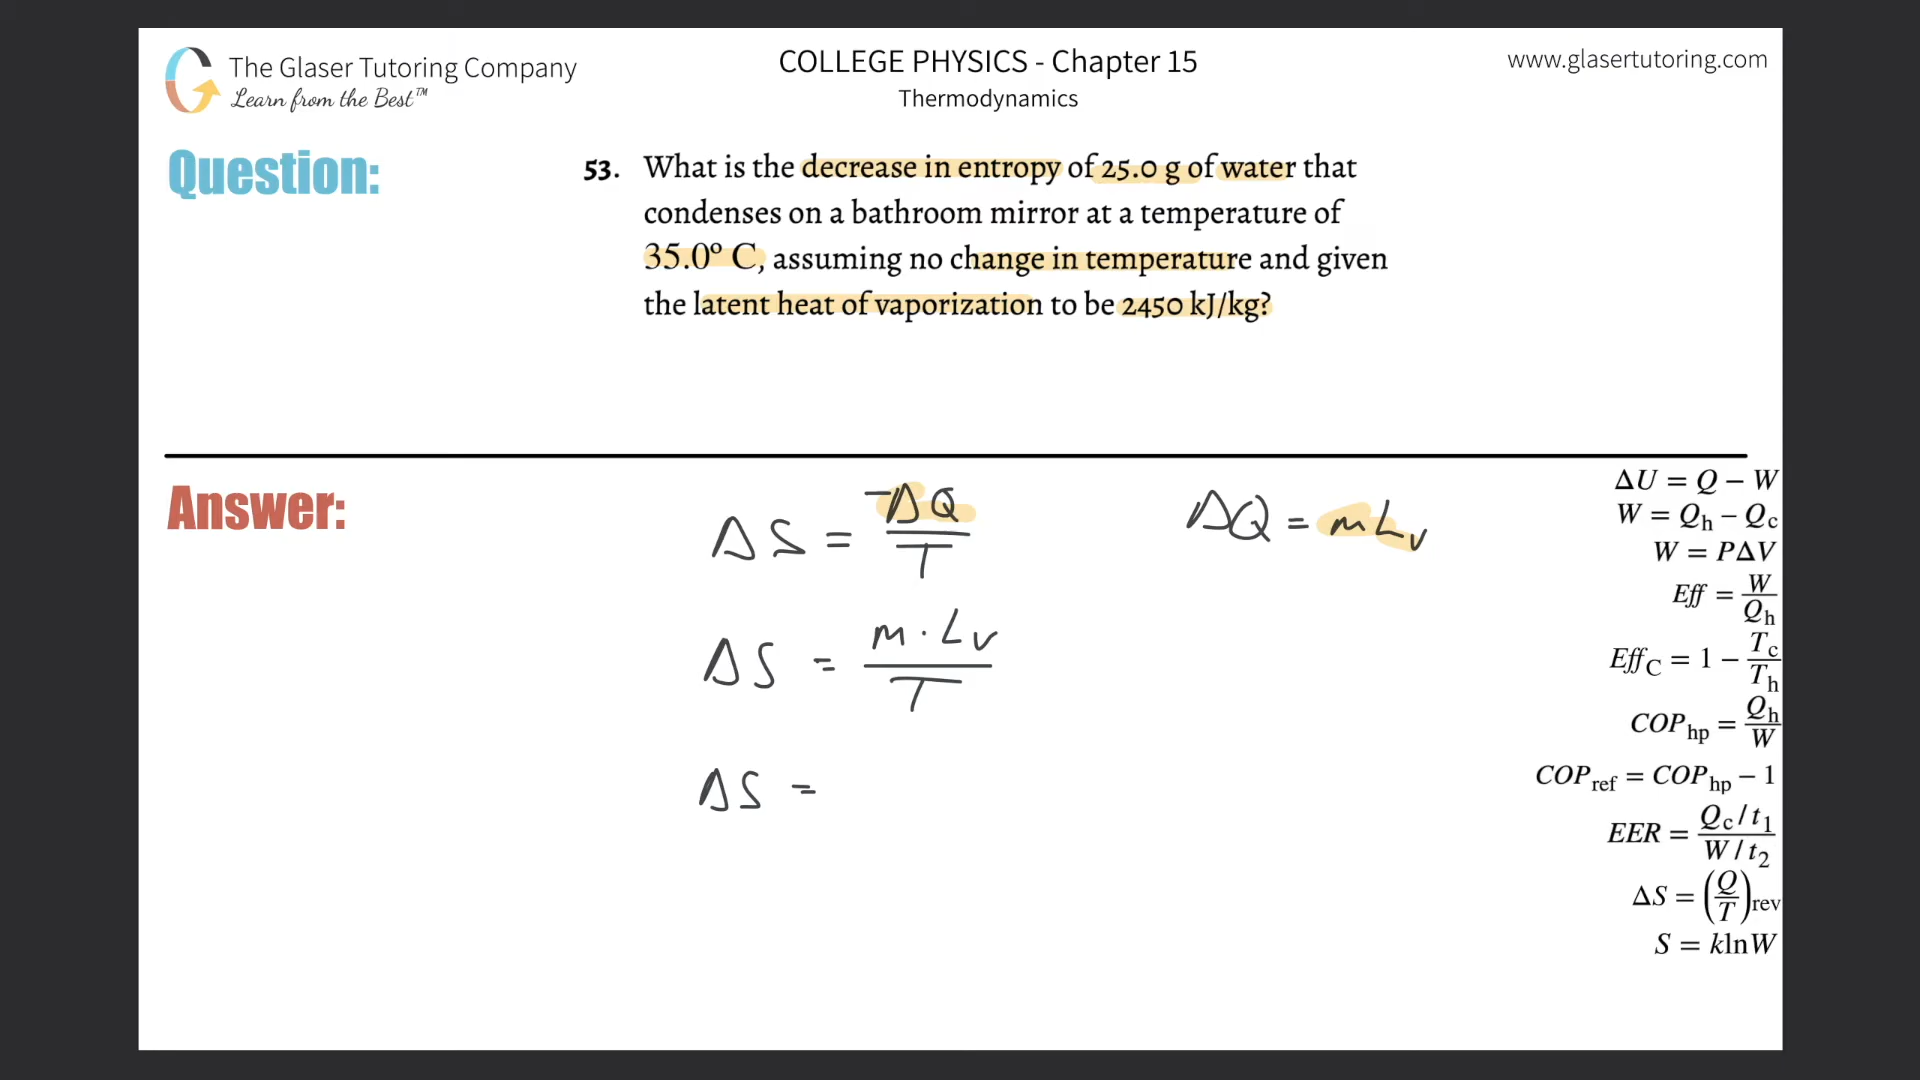 The Glaser Tutoring Company
Learn from the Best™
COLLEGE PHYSICS - Chapter 15
Thermodynamics
www.glasertutoring.com
Question:
53. What is the decrease in entropy of 25.0 g of water that
condenses on a bathroom mirror at a temperature of
35.0º C, assuming no change in temperature and given
the latent heat of vaporization to be 2450 kJ/kg?
Answer:
ΔS = -ΔQ / T
ΔQ = mLv
ΔS = m · Lv / T
ΔS =
ΔU = Q – W
W = Qh – Qc
W = PΔV
Eff = W / Qh
EffC = 1 – Tc / Th
COPhp = Qh / W
COPref = COPhp – 1
EER = Qc / t1 / W / t2
ΔS = (Q / T)rev
S = klnW